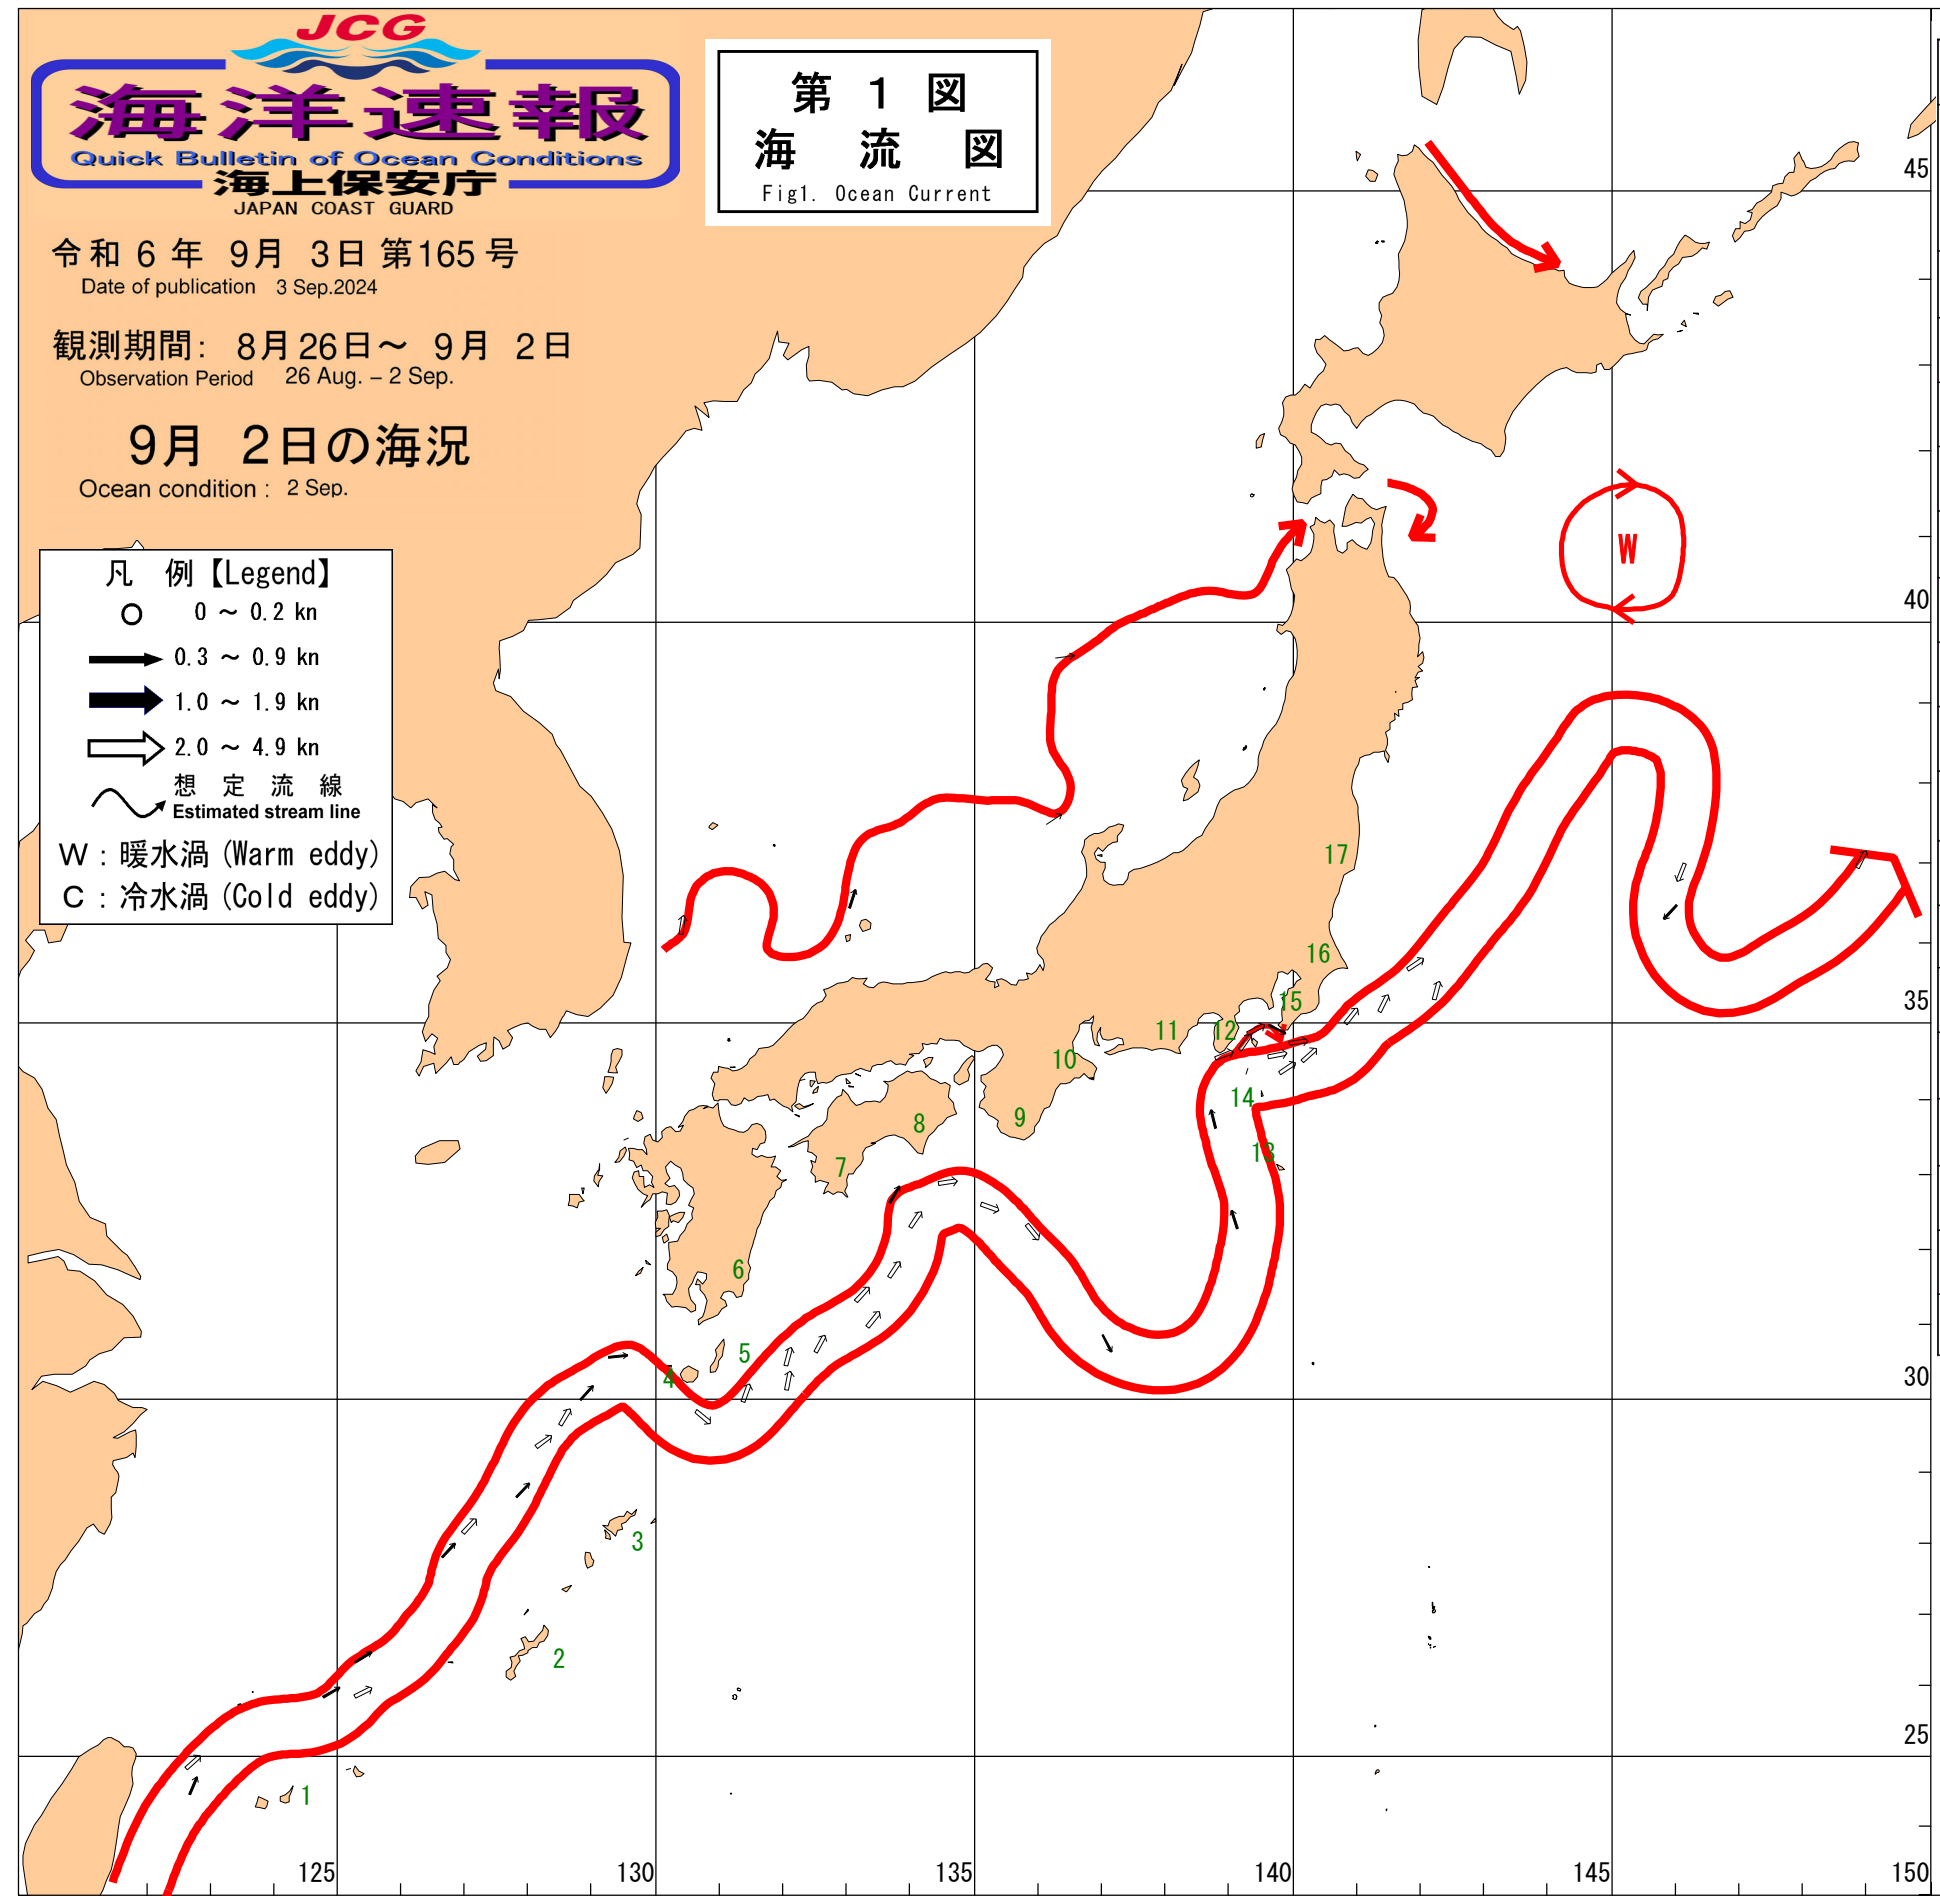 JCG
海洋速報
Quick Bulletin of Ocean Conditions
海上保安庁
JAPAN COAST GUARD
令和 6 年 9月 3日 第165号
Date of publication 3 Sep.2024
観測期間: 8月26日～ 9月 2日
Observation Period 26 Aug. – 2 Sep.
9月 2日の海況
Ocean condition : 2 Sep.
第 1 図
海 流 図
Fig1. Ocean Current
凡 例【Legend】
0 ～ 0.2 kn
0.3 ～ 0.9 kn
1.0 ～ 1.9 kn
2.0 ～ 4.9 kn
想 定 流 線
Estimated stream line
W : 暖水渦 (Warm eddy)
C : 冷水渦 (Cold eddy)
45
W
40
17
16
15
35
12
11
10
14
9
8
13
7
6
5
4
30
3
2
25
1
125
130
135
140
145
150